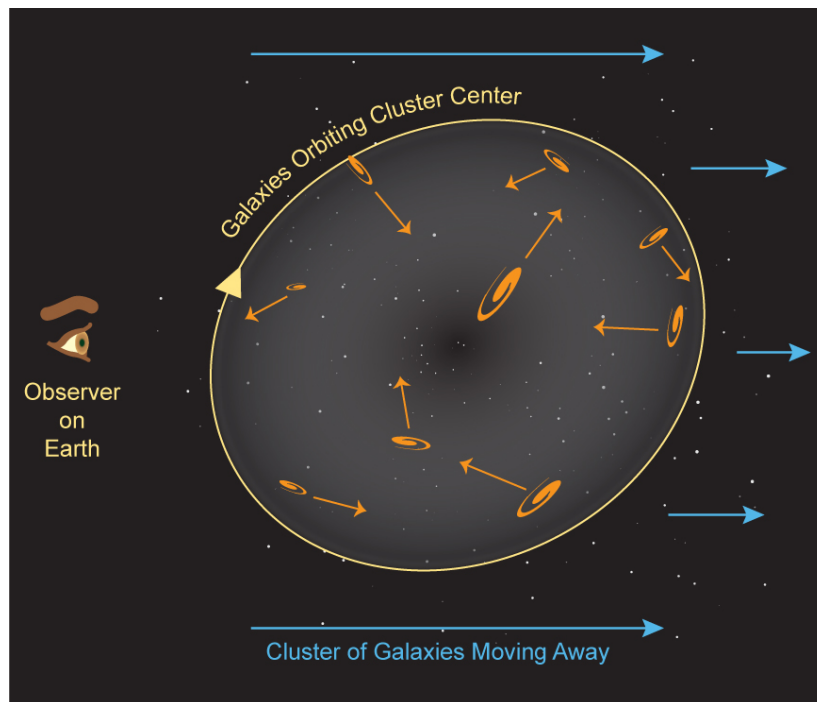 Galaxies Orbiting Cluster Center
Observer
on
Earth
Cluster of Galaxies Moving Away